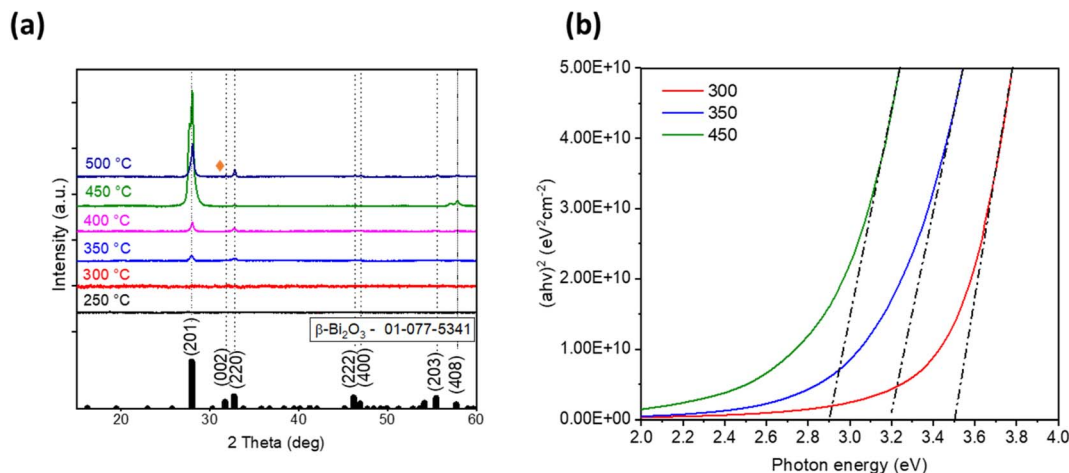 (a)
Intensity (a.u.)
500 °C
450 °C
400 °C
350 °C
300 °C
250 °C
β-Bi₂O₃ - 01-077-5341
(201)
(002)
(220)
(222)
(400)
(203)
(408)
20 30 40 50 60
2 Theta (deg)
(b)
(ahv)² (eV²cm⁻²)
5.00E+10
4.00E+10
3.00E+10
2.00E+10
1.00E+10
0.00E+00
300
350
450
2.0 2.2 2.4 2.6 2.8 3.0 3.2 3.4 3.6 3.8 4.0
Photon energy (eV)